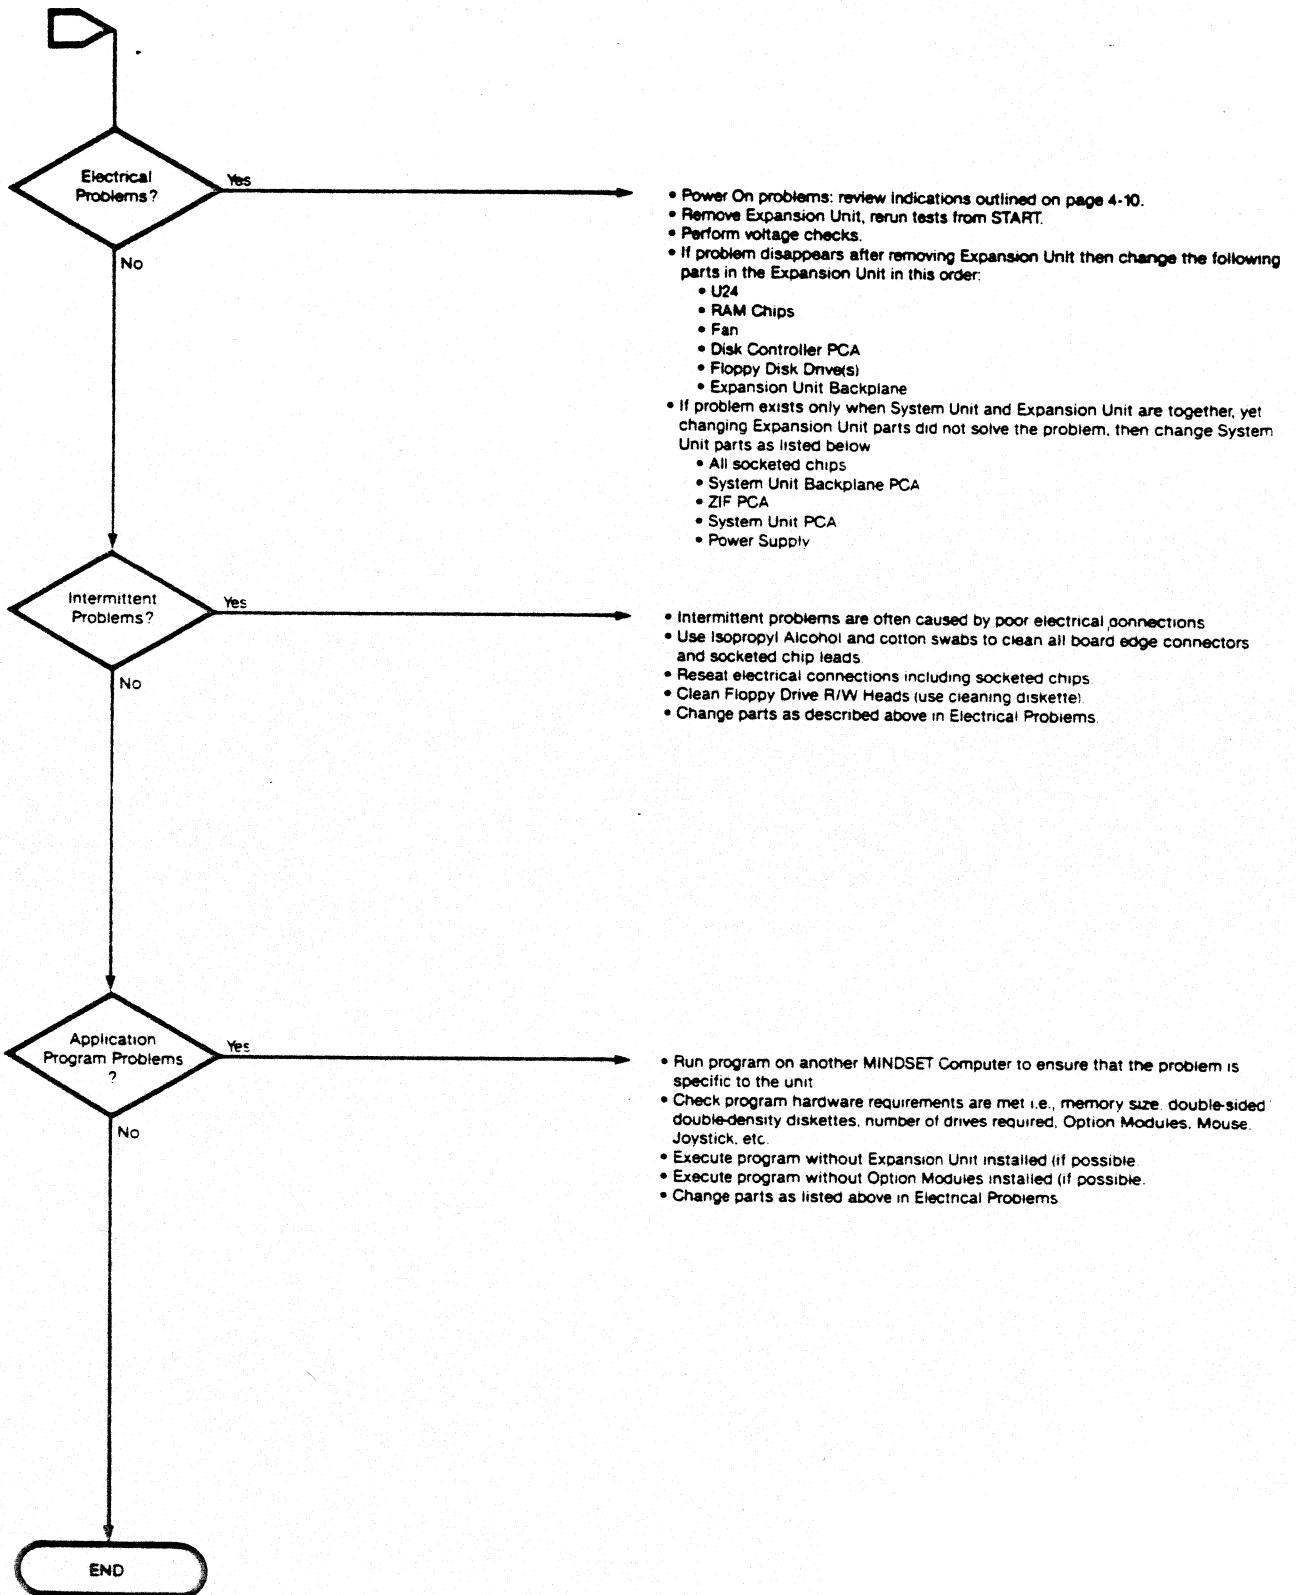 Electrical
Problems?
Yes
No
• Power On problems: review indications outlined on page 4-10.
• Remove Expansion Unit, rerun tests from START.
• Perform voltage checks.
• If problem disappears after removing Expansion Unit then change the following
parts in the Expansion Unit in this order:
• U24
• RAM Chips
• Fan
• Disk Controller PCA
• Floppy Disk Drive(s)
• Expansion Unit Backplane
• If problem exists only when System Unit and Expansion Unit are together, yet
changing Expansion Unit parts did not solve the problem, then change System
Unit parts as listed below
• All socketed chips
• System Unit Backplane PCA
• ZIF PCA
• System Unit PCA
• Power Supply
Intermittent
Problems?
Yes
No
• Intermittent problems are often caused by poor electrical connections
• Use Isopropyl Alcohol and cotton swabs to clean all board edge connectors
and socketed chip leads.
• Reseat electrical connections including socketed chips.
• Clean Floppy Drive R/W Heads (use cleaning diskette).
• Change parts as described above in Electrical Problems.
Application
Program Problems
?
Yes
No
• Run program on another MINDSET Computer to ensure that the problem is
specific to the unit
• Check program hardware requirements are met i.e., memory size. double-sided
double-density diskettes, number of drives required, Option Modules, Mouse.
Joystick, etc.
• Execute program without Expansion Unit installed (if possible.
• Execute program without Option Modules installed (if possible.
• Change parts as listed above in Electrical Problems
END